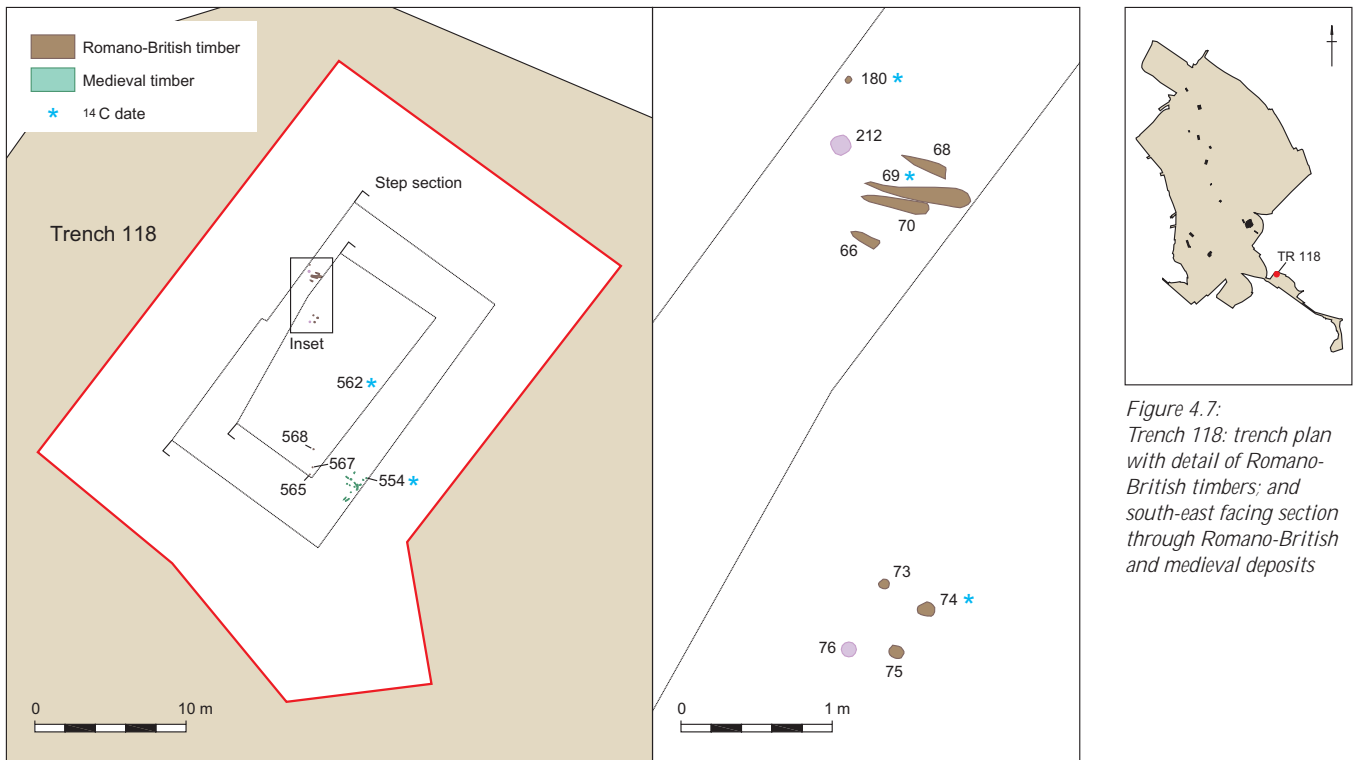 Romano-British timber
Medieval timber
* 14 C date
Trench 118
Step section
Inset
562 *
568
567
565
554 *
0 10 m
180 *
212
68
69 *
70
66
73
74 *
76
75
0 1 m
TR 118
Figure 4.7:
Trench 118: trench plan
with detail of Romano-
British timbers; and
south-east facing section
through Romano-British
and medieval deposits